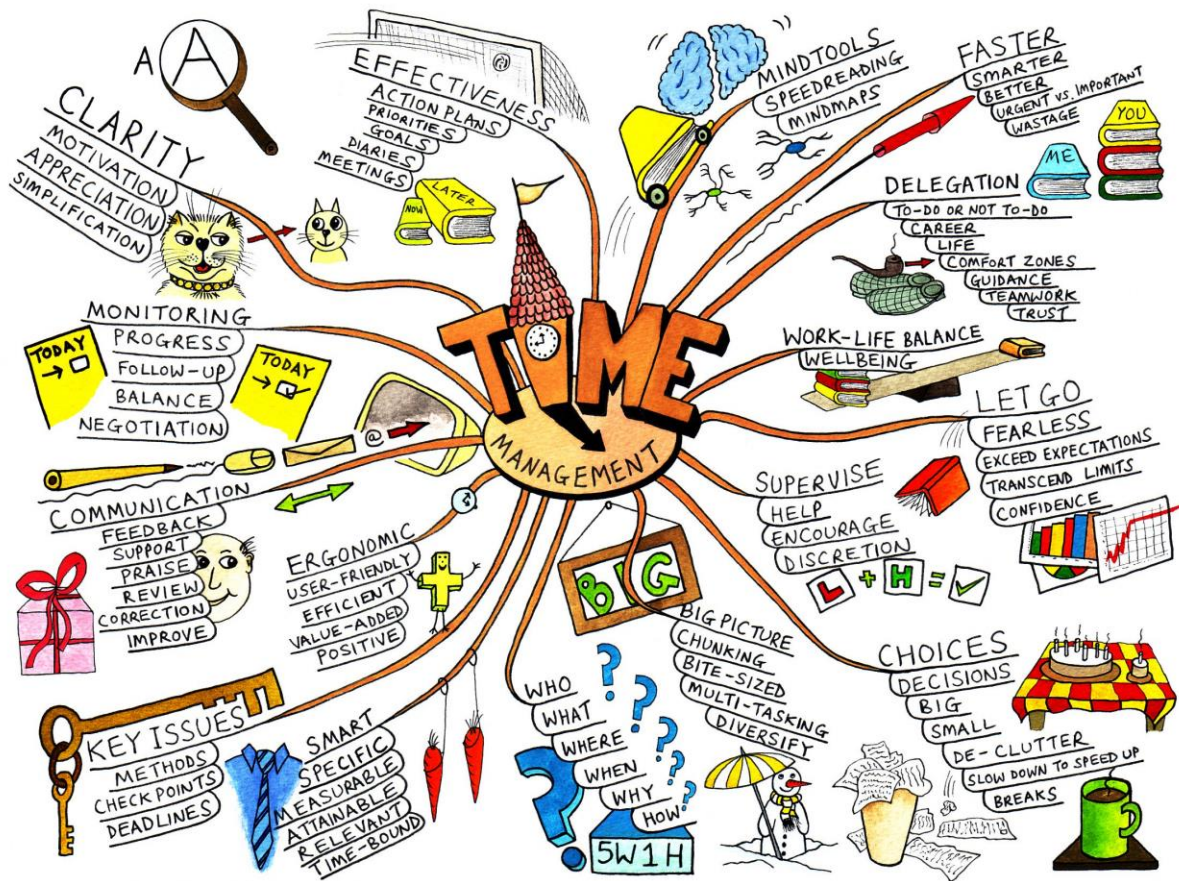 TIME
MANAGEMENT
A A
CLARITY
MOTIVATION
APPRECIATION
SIMPLIFICATION
EFFECTIVENESS
ACTION PLANS
PRIORITIES
GOALS
DIARIES
MEETINGS
NOW
LATER
MINDTOOLS
SPEEDREADING
MINDMAPS
FASTER
SMARTER
BETTER
URGENT VS. IMPORTANT
WASTAGE
YOU
ME
DELEGATION
TO-DO OR NOT TO-DO
CAREER
LIFE
COMFORT ZONES
GUIDANCE
TEAMWORK
TRUST
WORK-LIFE BALANCE
WELLBEING
LET GO
FEARLESS
EXCEED EXPECTATIONS
TRANSCEND LIMITS
CONFIDENCE
SUPERVISE
HELP
ENCOURAGE
DISCRETION
L + H = ✓
CHOICES
DECISIONS
BIG
SMALL
DE-CLUTTER
SLOW DOWN TO SPEED UP
BREAKS
BIG
BIG PICTURE
CHUNKING
BITE-SIZED
MULTI-TASKING
DIVERSIFY
WHO
WHAT
WHERE
WHEN
WHY
HOW
5W1H
SMART
SPECIFIC
MEASURABLE
ATTAINABLE
RELEVANT
TIME-BOUND
KEY ISSUES
METHODS
CHECK POINTS
DEADLINES
ERGONOMIC
USER-FRIENDLY
EFFICIENT
VALUE-ADDED
POSITIVE
COMMUNICATION
FEEDBACK
SUPPORT
PRAISE
REVIEW
CORRECTION
IMPROVE
@
MONITORING
PROGRESS
FOLLOW-UP
BALANCE
NEGOTIATION
TODAY
TODAY